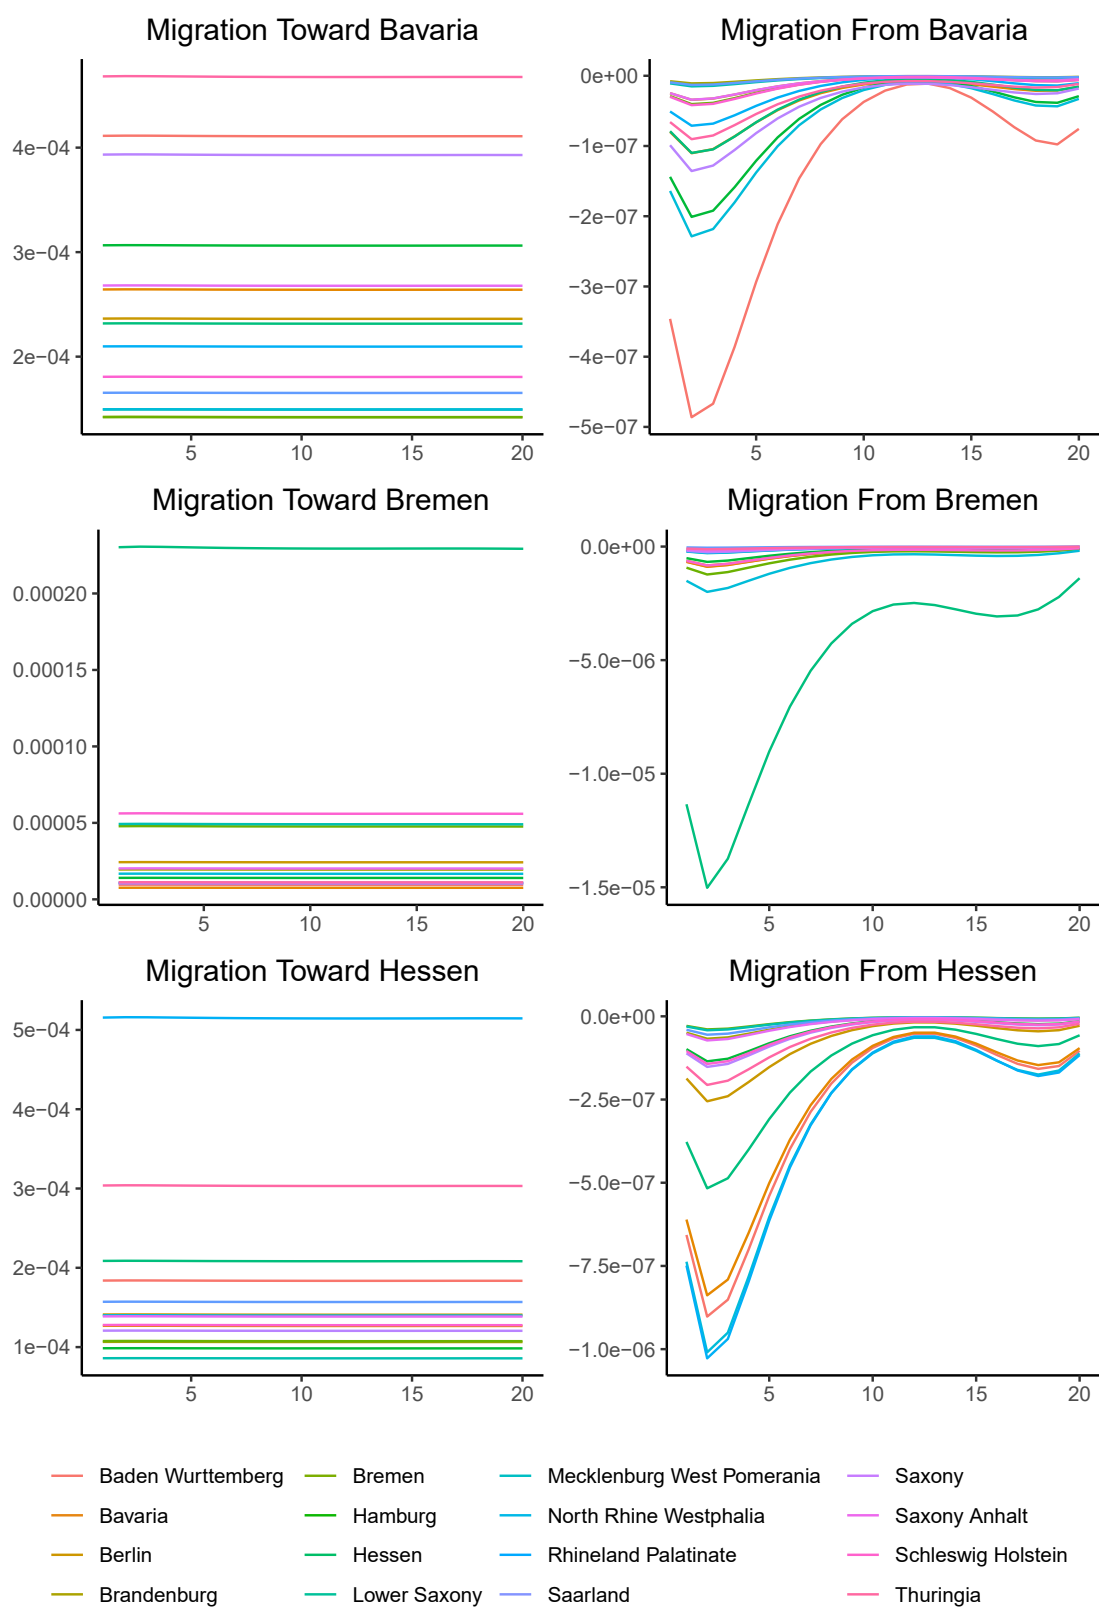 Migration Toward Bavaria
4e−04
3e−04
2e−04
5 10 15 20
Migration From Bavaria
0e+00
−1e−07
−2e−07
−3e−07
−4e−07
−5e−07
5 10 15 20
Migration Toward Bremen
0.00020
0.00015
0.00010
0.00005
0.00000
5 10 15 20
Migration From Bremen
0.0e+00
−5.0e−06
−1.0e−05
−1.5e−05
5 10 15 20
Migration Toward Hessen
5e−04
4e−04
3e−04
2e−04
1e−04
5 10 15 20
Migration From Hessen
0.0e+00
−2.5e−07
−5.0e−07
−7.5e−07
−1.0e−06
5 10 15 20
Baden Wurttemberg
Bavaria
Berlin
Brandenburg
Bremen
Hamburg
Hessen
Lower Saxony
Mecklenburg West Pomerania
North Rhine Westphalia
Rhineland Palatinate
Saarland
Saxony
Saxony Anhalt
Schleswig Holstein
Thuringia